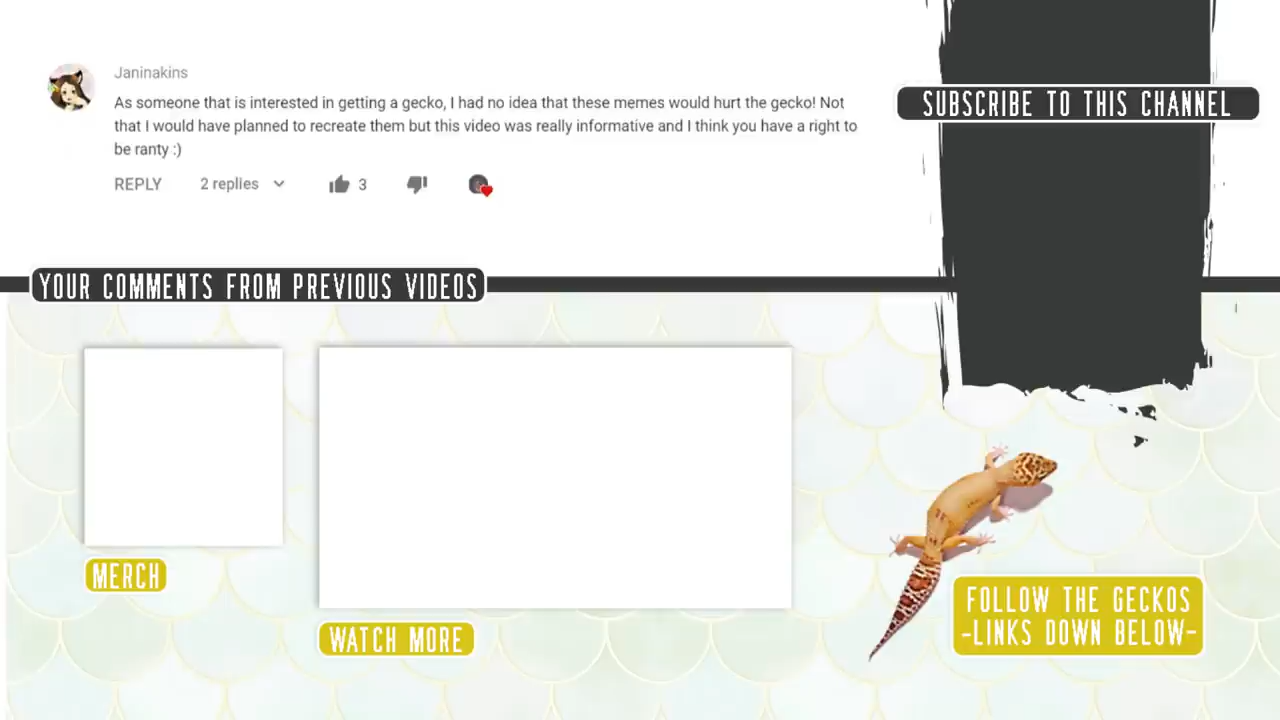 Janinakins
As someone that is interested in getting a gecko, I had no idea that these memes would hurt the gecko! Not
that I would have planned to recreate them but this video was really informative and I think you have a right to
be ranty :)
REPLY 2 replies 3
SUBSCRIBE TO THIS CHANNEL
YOUR COMMENTS FROM PREVIOUS VIDEOS
MERCH
WATCH MORE
FOLLOW THE GECKOS
-LINKS DOWN BELOW-